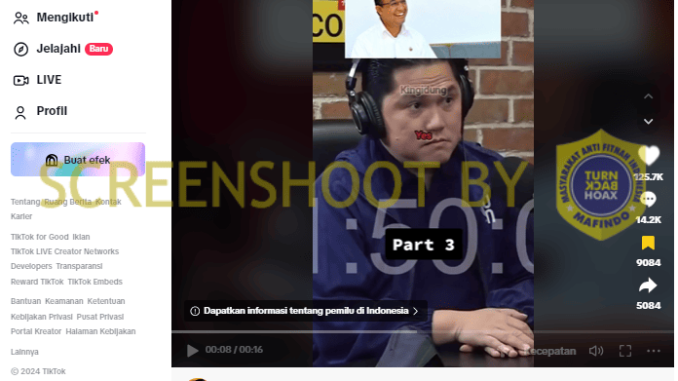 Mengikuti
Jelajahi Baru
LIVE
Profil
Buat efek
Tentang Ruang Berita Kontak
Karier
TikTok for Good Iklan
TikTok LIVE Creator Networks
Developers Transparansi
Reward TikTok TikTok Embeds
Bantuan Keamanan Ketentuan
Kebijakan Privasi Pusat Privasi
Portal Kreator Halaman Kebijakan
Lainnya
© 2024 TikTok
CO
Kingidung
Yes
1:50:0
Part 3
Dapatkan informasi tentang pemilu di Indonesia
00:08 / 00:16
Kecepatan
125.7K
14.2K
9084
5084
SCREENSHOOT BY
MASYARAKAT ANTI FITNAH INDONESIA
TURN
BACK
HOAX
MAFINDO